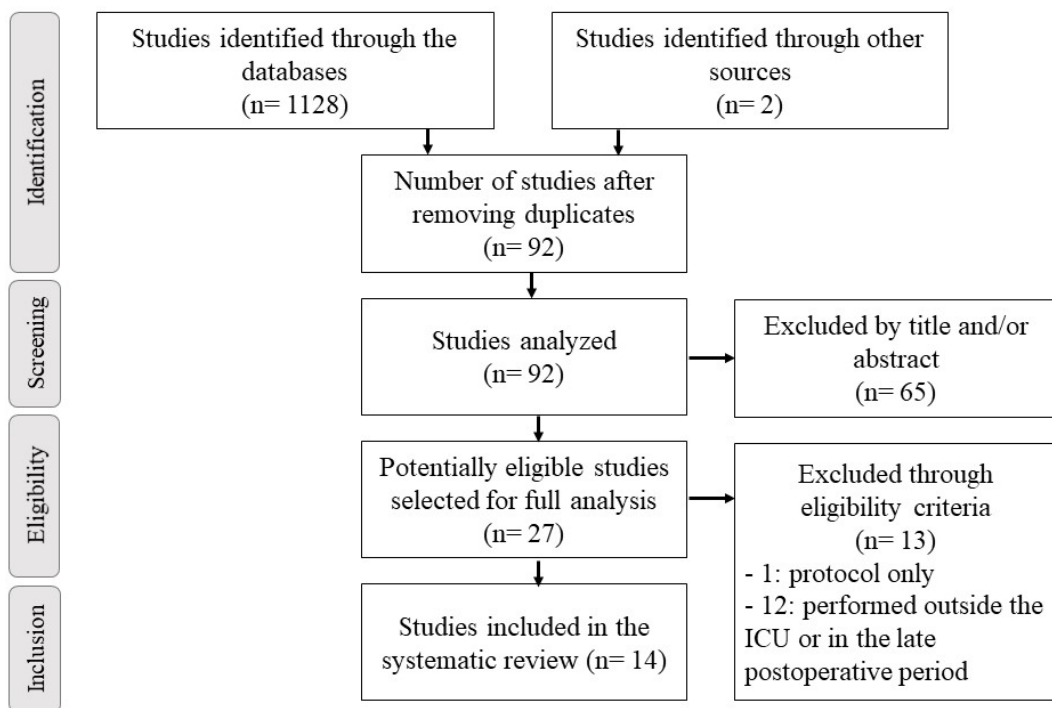 Identification
Studies identified through the
databases
(n= 1128)
Studies identified through other
sources
(n= 2)
Number of studies after
removing duplicates
(n= 92)
Screening
Studies analyzed
(n= 92)
Excluded by title and/or
abstract
(n= 65)
Eligibility
Potentially eligible studies
selected for full analysis
(n= 27)
Excluded through
eligibility criteria
(n= 13)
- 1: protocol only
- 12: performed outside the
ICU or in the late
postoperative period
Inclusion
Studies included in the
systematic review (n= 14)